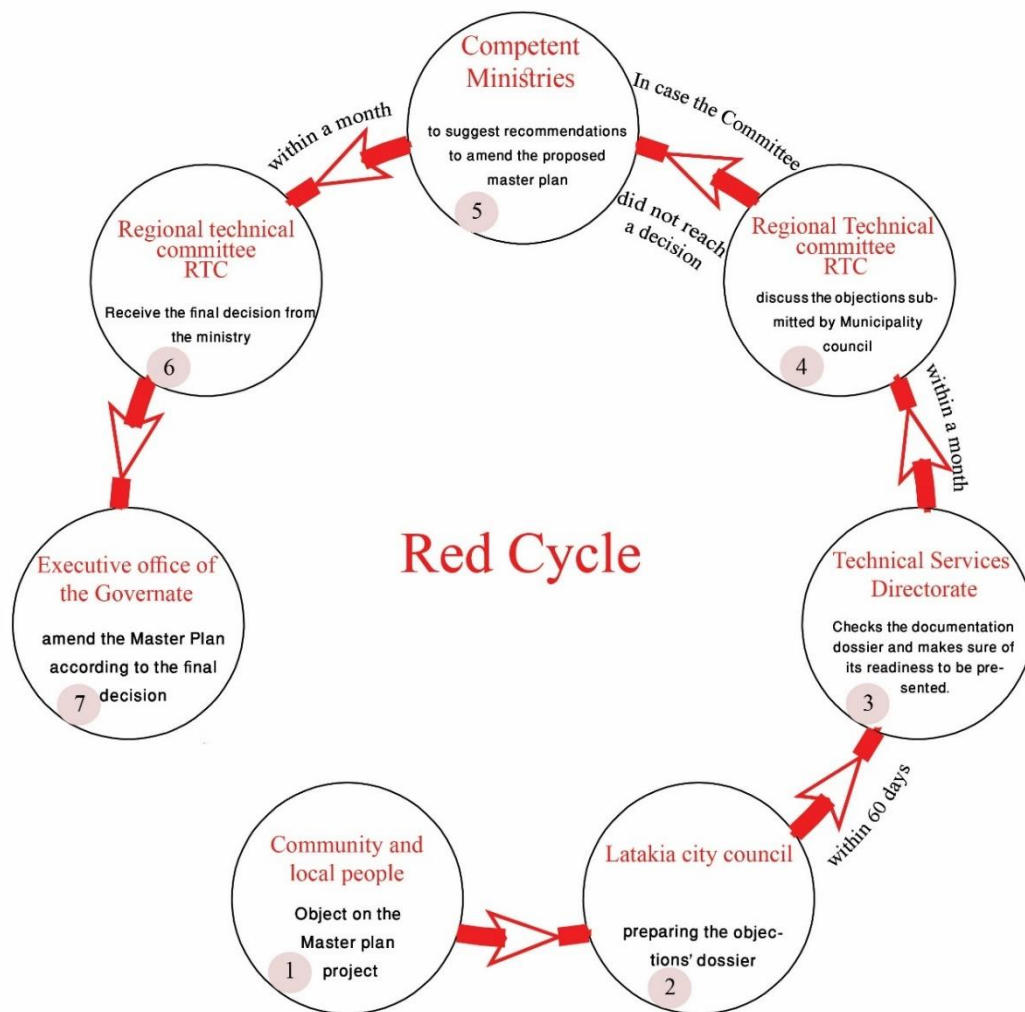 Competent
Ministries
to suggest recommendations
to amend the proposed
master plan
5
In case the Committee
did not reach
a decision
within a month
Regional technical
committee
RTC
Receive the final decision from
the ministry
6
Regional Technical
committee
RTC
discuss the objections sub-
mitted by Municipality
council
4
within a month
Red Cycle
Executive office of
the Governate
amend the Master Plan
according to the final
decision
7
Technical Services
Directorate
Checks the documentation
dossier and makes sure of
its readiness to be pre-
sented.
3
within 60 days
Community and
local people
Object on the
Master plan
project
1
Latakia city council
preparing the objec-
tions' dossier
2